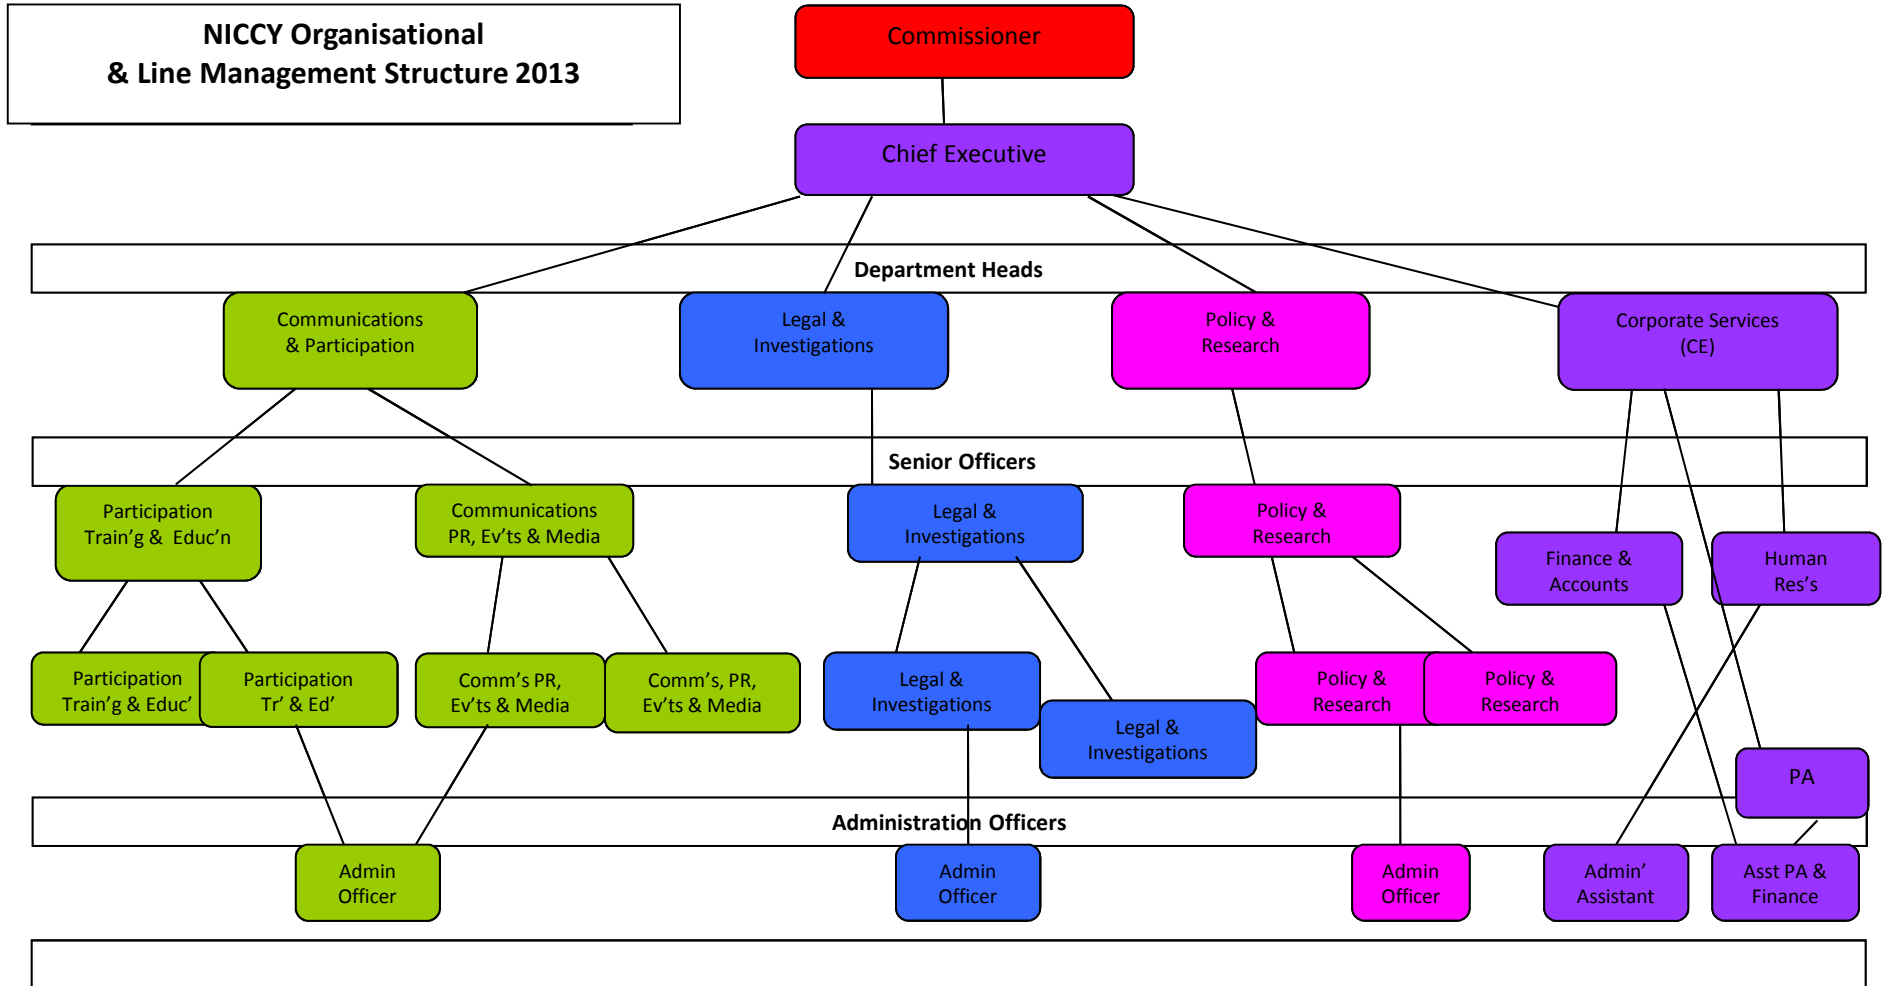 NICCY Organisational
& Line Management Structure 2013
Commissioner
Chief Executive
Department Heads
Communications
& Participation
Legal &
Investigations
Policy &
Research
Corporate Services
(CE)
Senior Officers
Participation
Train’g & Educ’n
Communications
PR, Ev’ts & Media
Legal &
Investigations
Policy &
Research
Finance &
Accounts
Human
Res’s
Participation
Train’g & Educ’
Participation
Tr’ & Ed’
Comm’s PR,
Ev’ts & Media
Comm’s, PR,
Ev’ts & Media
Legal &
Investigations
Legal &
Investigations
Policy &
Research
Policy &
Research
PA
Administration Officers
Admin
Officer
Admin
Officer
Admin
Officer
Admin’
Assistant
Asst PA &
Finance